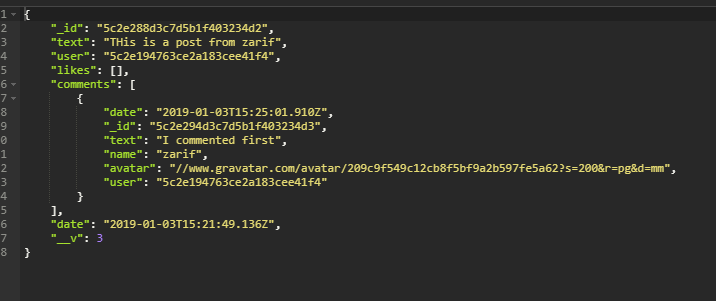 1 {
2 "_id": "5c2e288d3c7d5b1f403234d2",
3 "text": "THis is a post from zarif",
4 "user": "5c2e194763ce2a183cee41f4",
5 "likes": [],
6 "comments": [
7 {
8 "date": "2019-01-03T15:25:01.910Z",
9 "_id": "5c2e294d3c7d5b1f403234d3",
0 "text": "I commented first",
1 "name": "zarif",
2 "avatar": "//www.gravatar.com/avatar/209c9f549c12cb8f5bf9a2b597fe5a62?s=200&r=pg&d=mm",
3 "user": "5c2e194763ce2a183cee41f4"
4 }
5 ],
6 "date": "2019-01-03T15:21:49.136Z",
7 "__v": 3
8 }